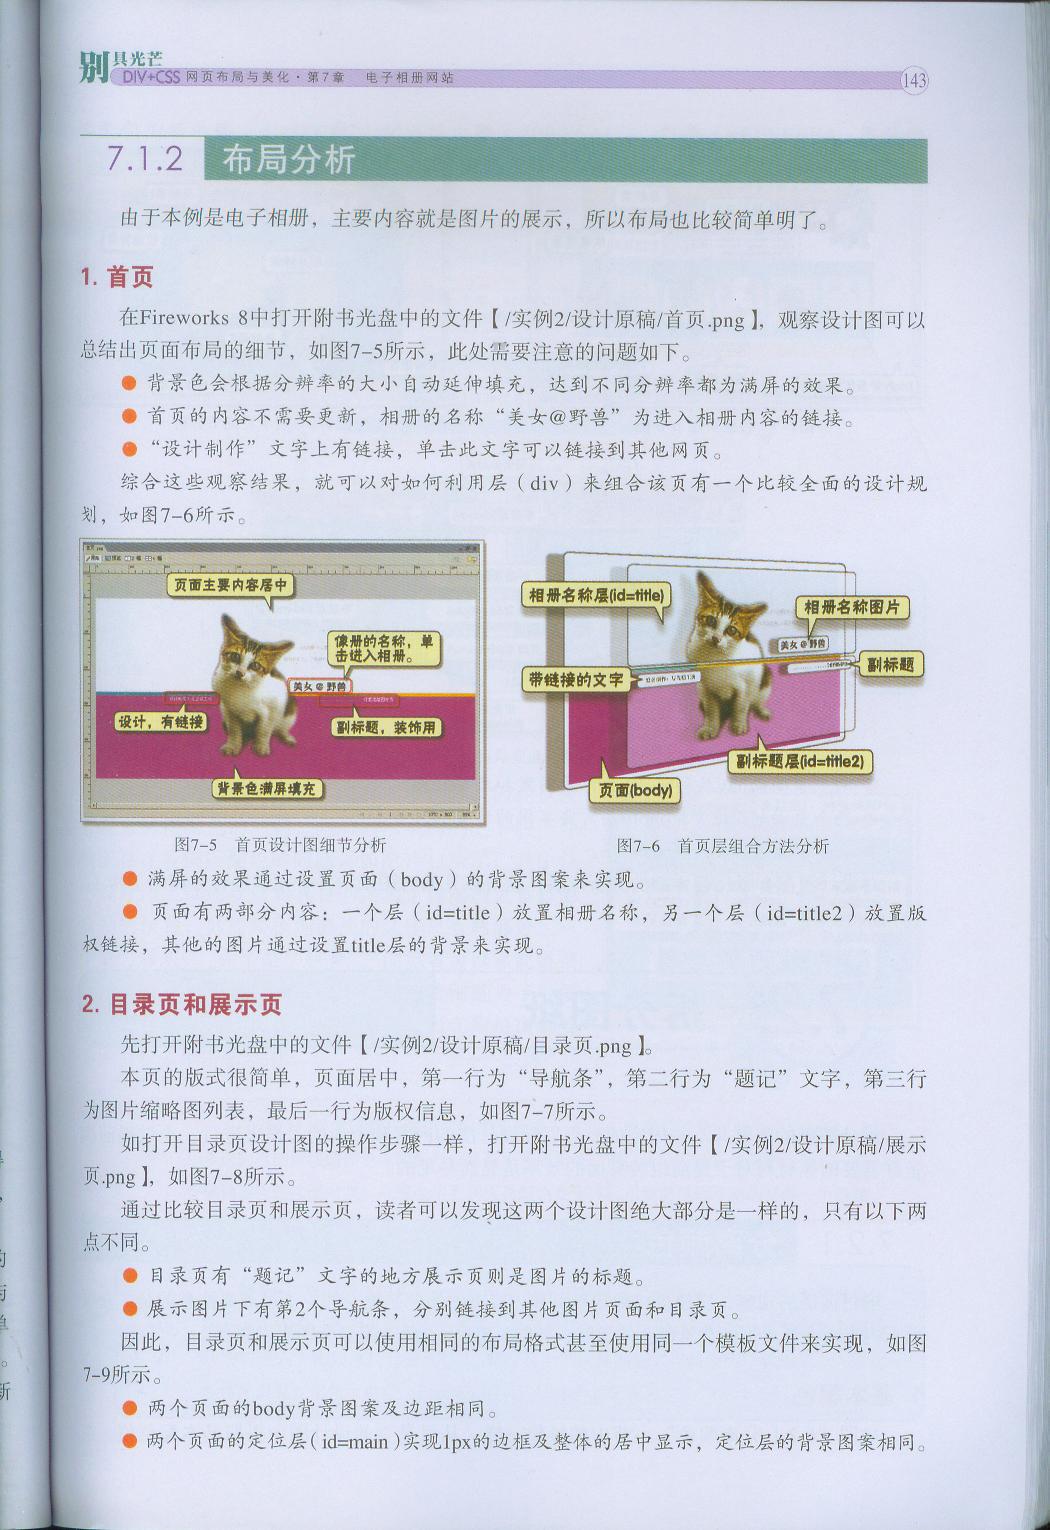 别具光芒
DIV+CSS 网页布局与美化·第7章 电子相册网站
143
7.1.2 布局分析
由于本例是电子相册，主要内容就是图片的展示，所以布局也比较简单明了。
1. 首页
在Fireworks 8中打开附书光盘中的文件【/实例2/设计原稿/首页.png】，观察设计图可以
总结出页面布局的细节，如图7-5所示，此处需要注意的问题如下。
● 背景色会根据分辨率的大小自动延伸填充，达到不同分辨率都为满屏的效果。
● 首页的内容不需要更新，相册的名称“美女@野兽”为进入相册内容的链接。
● “设计制作”文字上有链接，单击此文字可以链接到其他网页。
综合这些观察结果，就可以对如何利用层（div）来组合该页有一个比较全面的设计规
划，如图7-6所示。
页面主要内容居中
像册的名称，单
击进入相册。
美女 @ 野兽
设计，有链接
副标题，装饰用
背景色满屏填充
相册名称层(id=title)
相册名称图片
美女 @ 野兽
副标题
带链接的文字
副标题层(id=title2)
页面(body)
图7-5 首页设计图细节分析
图7-6 首页层组合方法分析
● 满屏的效果通过设置页面（body）的背景图案来实现。
● 页面有两部分内容：一个层（id=title）放置相册名称，另一个层（id=title2）放置版
权链接，其他的图片通过设置title层的背景来实现。
2. 目录页和展示页
先打开附书光盘中的文件【/实例2/设计原稿/目录页.png】。
本页的版式很简单，页面居中，第一行为“导航条”，第二行为“题记”文字，第三行
为图片缩略图列表，最后一行为版权信息，如图7-7所示。
如打开目录页设计图的操作步骤一样，打开附书光盘中的文件【/实例2/设计原稿/展示
页.png】，如图7-8所示。
通过比较目录页和展示页，读者可以发现这两个设计图绝大部分是一样的，只有以下两
点不同。
● 目录页有“题记”文字的地方展示页则是图片的标题。
● 展示图片下有第2个导航条，分别链接到其他图片页面和目录页。
因此，目录页和展示页可以使用相同的布局格式甚至使用同一个模板文件来实现，如图
7-9所示。
● 两个页面的body背景图案及边距相同。
● 两个页面的定位层（id=main）实现1px的边框及整体的居中显示，定位层的背景图案相同。